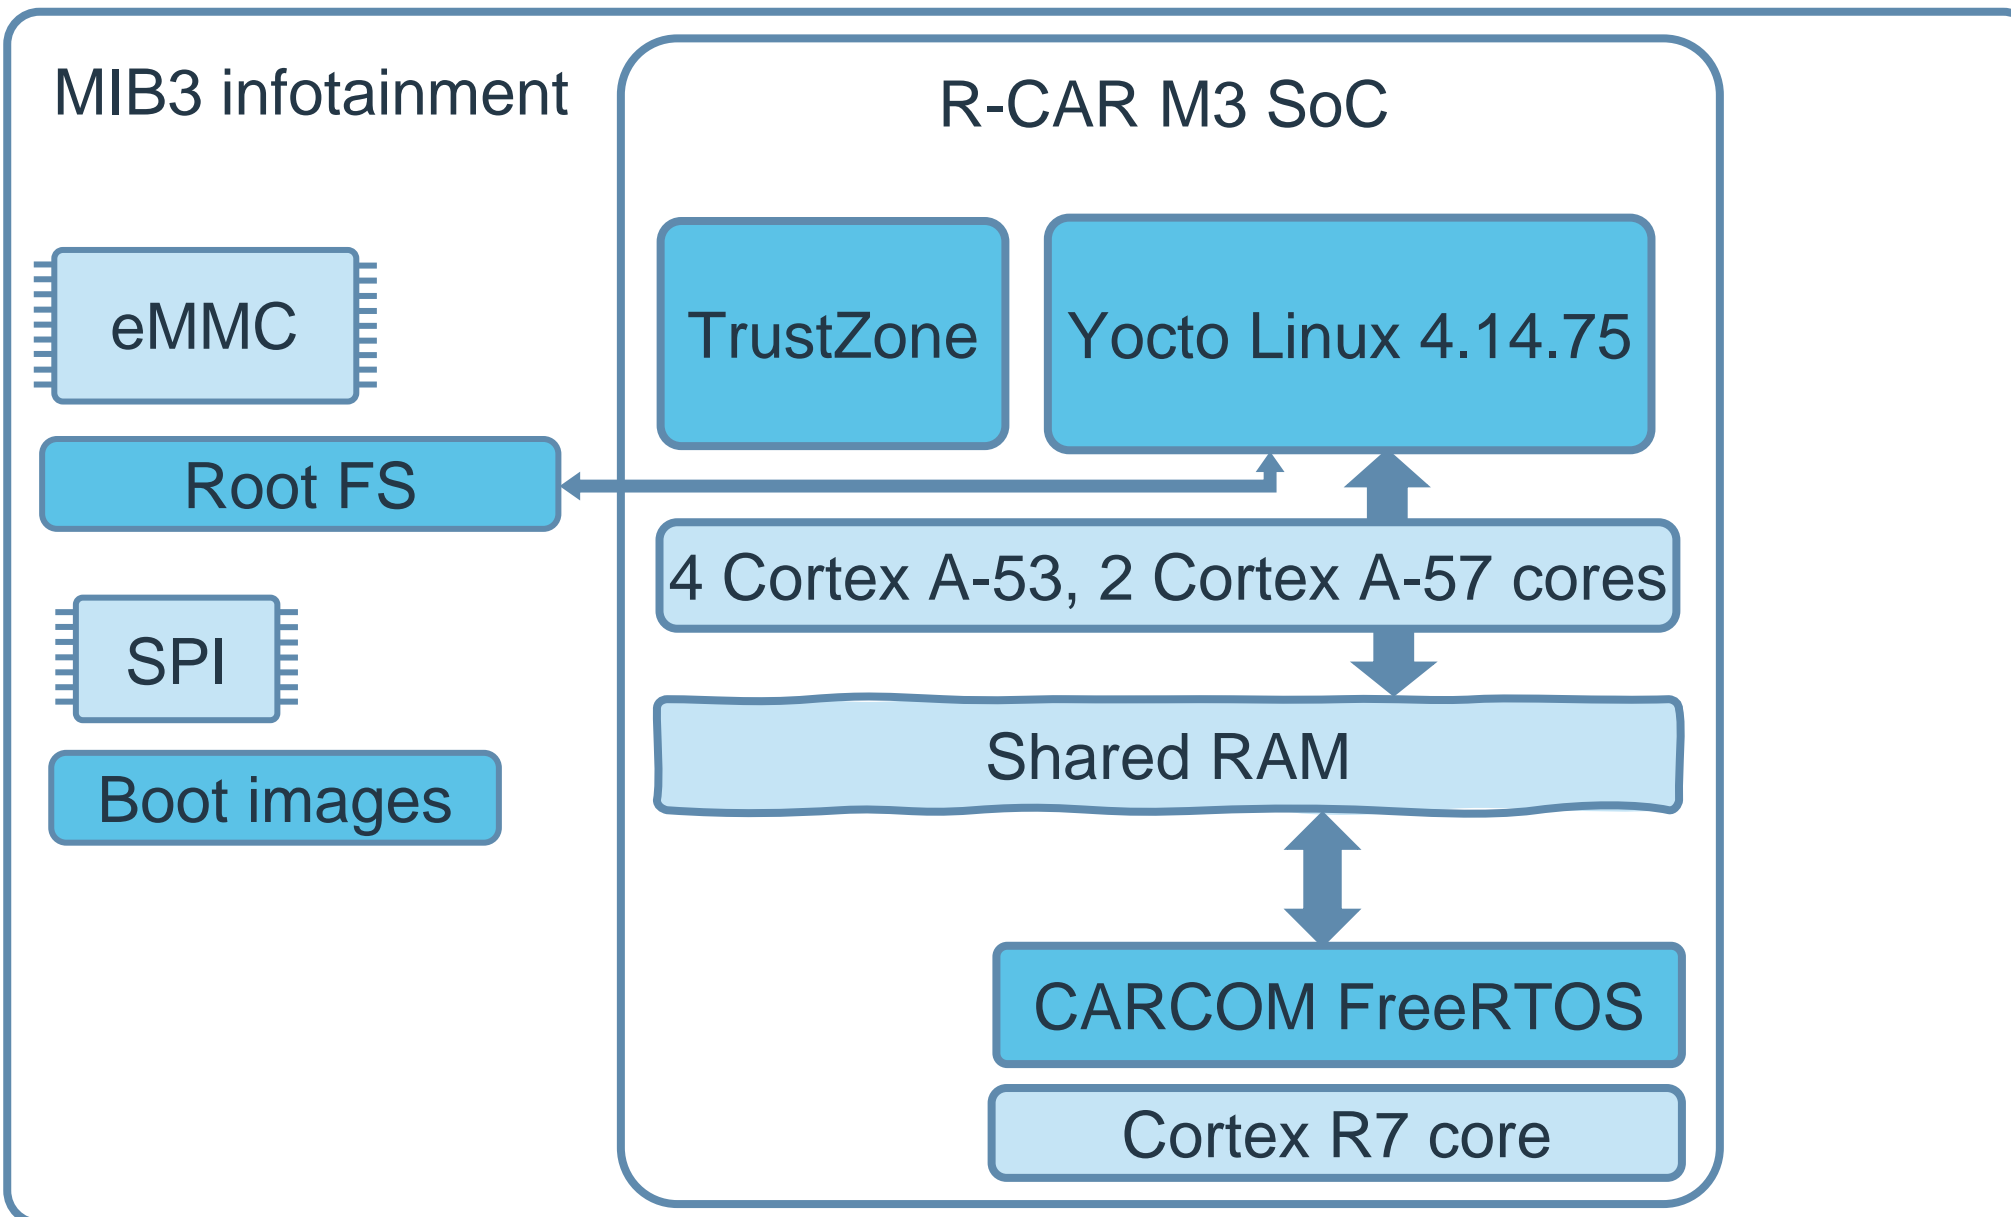 MIB3 infotainment
R-CAR M3 SoC
eMMC
TrustZone
Yocto Linux 4.14.75
Root FS
4 Cortex A-53, 2 Cortex A-57 cores
SPI
Shared RAM
Boot images
CARCOM FreeRTOS
Cortex R7 core